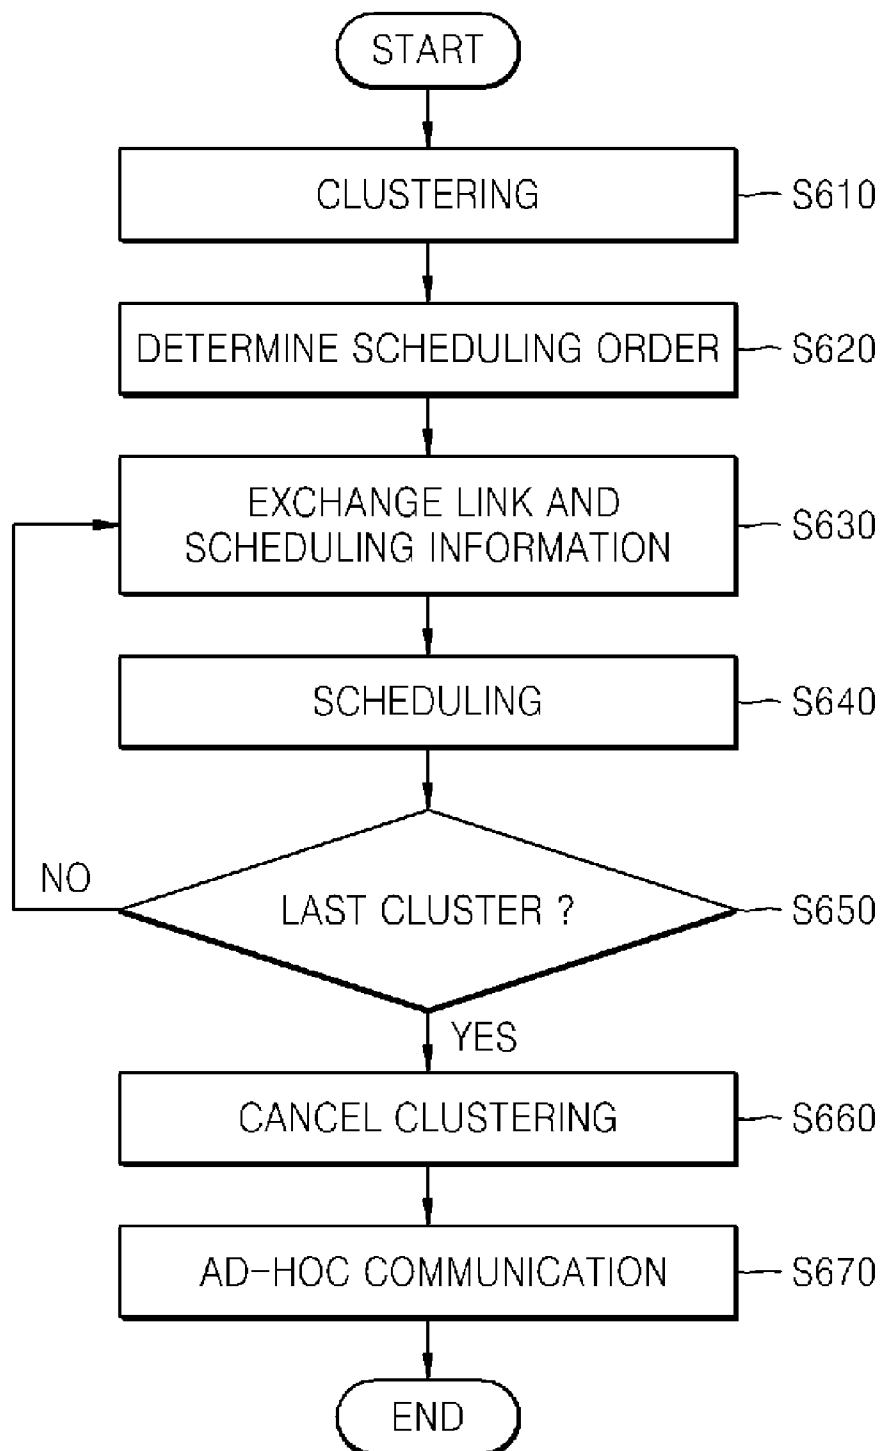 START
CLUSTERING
S610
DETERMINE SCHEDULING ORDER
S620
EXCHANGE LINK AND
SCHEDULING INFORMATION
S630
SCHEDULING
S640
NO
LAST CLUSTER ?
S650
YES
CANCEL CLUSTERING
S660
AD-HOC COMMUNICATION
S670
END